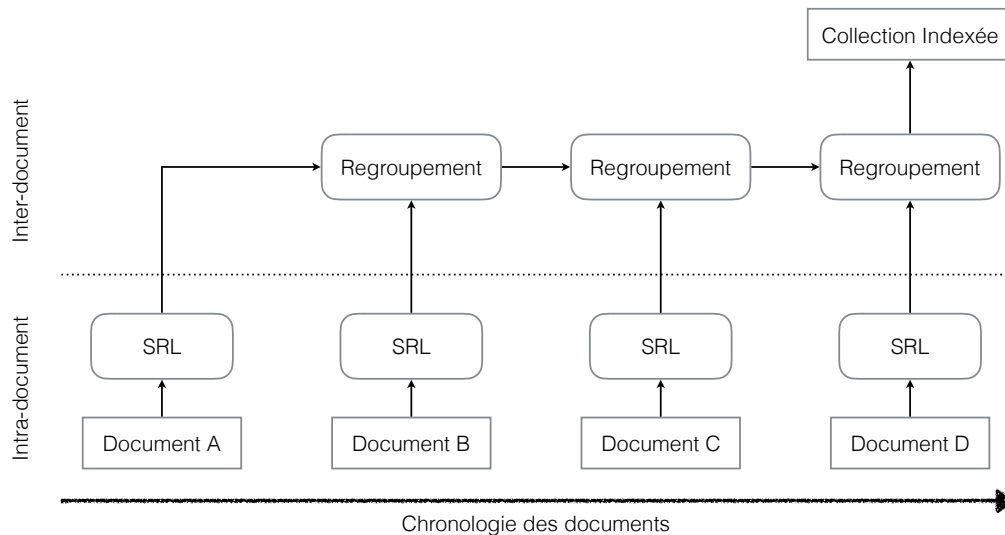 Collection Indexée
Inter-document
Regroupement
Regroupement
Regroupement
Intra-document
SRL
SRL
SRL
SRL
Document A
Document B
Document C
Document D
Chronologie des documents